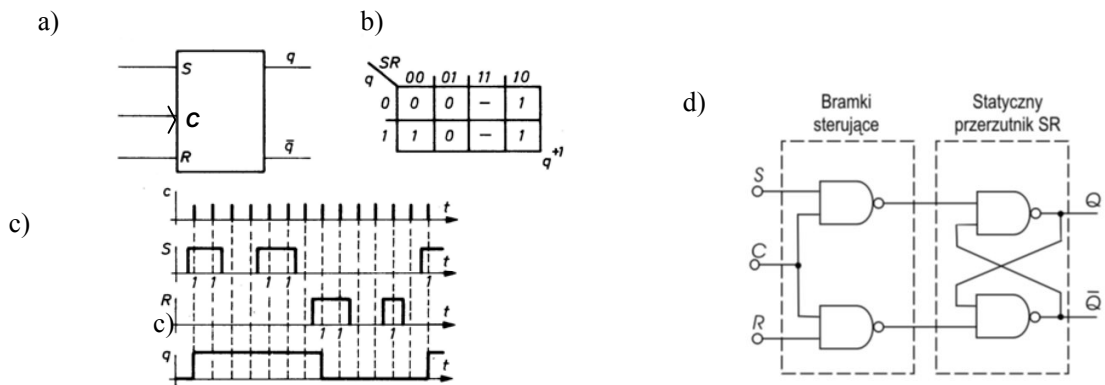 a)
S
C
R
q
q̄
b)
SR
q
00 01 11 10
0 0 0 – 1
1 1 0 – 1
q+1
c)
c
t
S
t
1 1 1 1 1
R
c)
t
1 1 1
q
t
d)
Bramki
sterujące
Statyczny
przerzutnik SR
S
C
R
Q
Q̄